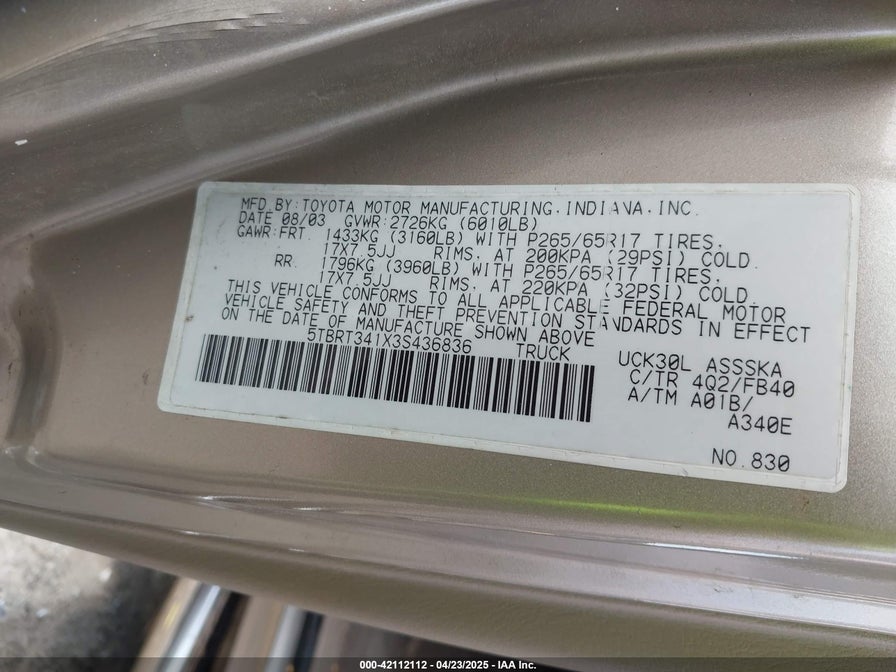 MFD.BY:TOYOTA MOTOR MANUFACTURING,INDIANA,INC.
DATE 08/03 GVWR:2726KG (6010LB)
GAWR:FRT 1433KG (3160LB) WITH P265/65R17 TIRES,
17X7.5JJ RIMS, AT 200KPA (29PSI) COLD.
RR 1796KG (3960LB) WITH P265/65R17 TIRES,
17X7.5JJ RIMS, AT 220KPA (32PSI) COLD.
THIS VEHICLE CONFORMS TO ALL APPLICABLE FEDERAL MOTOR
VEHICLE SAFETY AND THEFT PREVENTION STANDARDS IN EFFECT
ON THE DATE OF MANUFACTURE SHOWN ABOVE
5TBRT341X3S436836 TRUCK
UCK30L ASSSKA
C/TR 4Q2/FB40
A/TM A01B/
A340E
NO.830
000-42112112 - 04/23/2025 - IAA Inc.